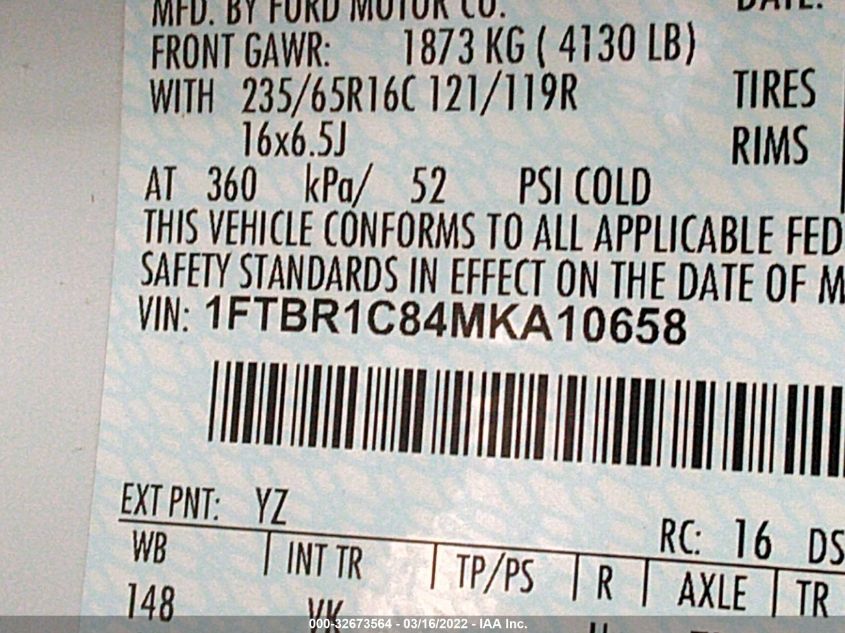 MFD. BY FORD MOTOR CO.
DATE:
FRONT GAWR: 1873 KG ( 4130 LB)
WITH 235/65R16C 121/119R TIRES
16x6.5J RIMS
AT 360 kPa/ 52 PSI COLD
THIS VEHICLE CONFORMS TO ALL APPLICABLE FED
SAFETY STANDARDS IN EFFECT ON THE DATE OF M
VIN: 1FTBR1C84MKA10658
EXT PNT: YZ RC: 16 DS
WB INT TR TP/PS R AXLE TR
148 VK
000-32673564 - 03/16/2022 - IAA Inc.